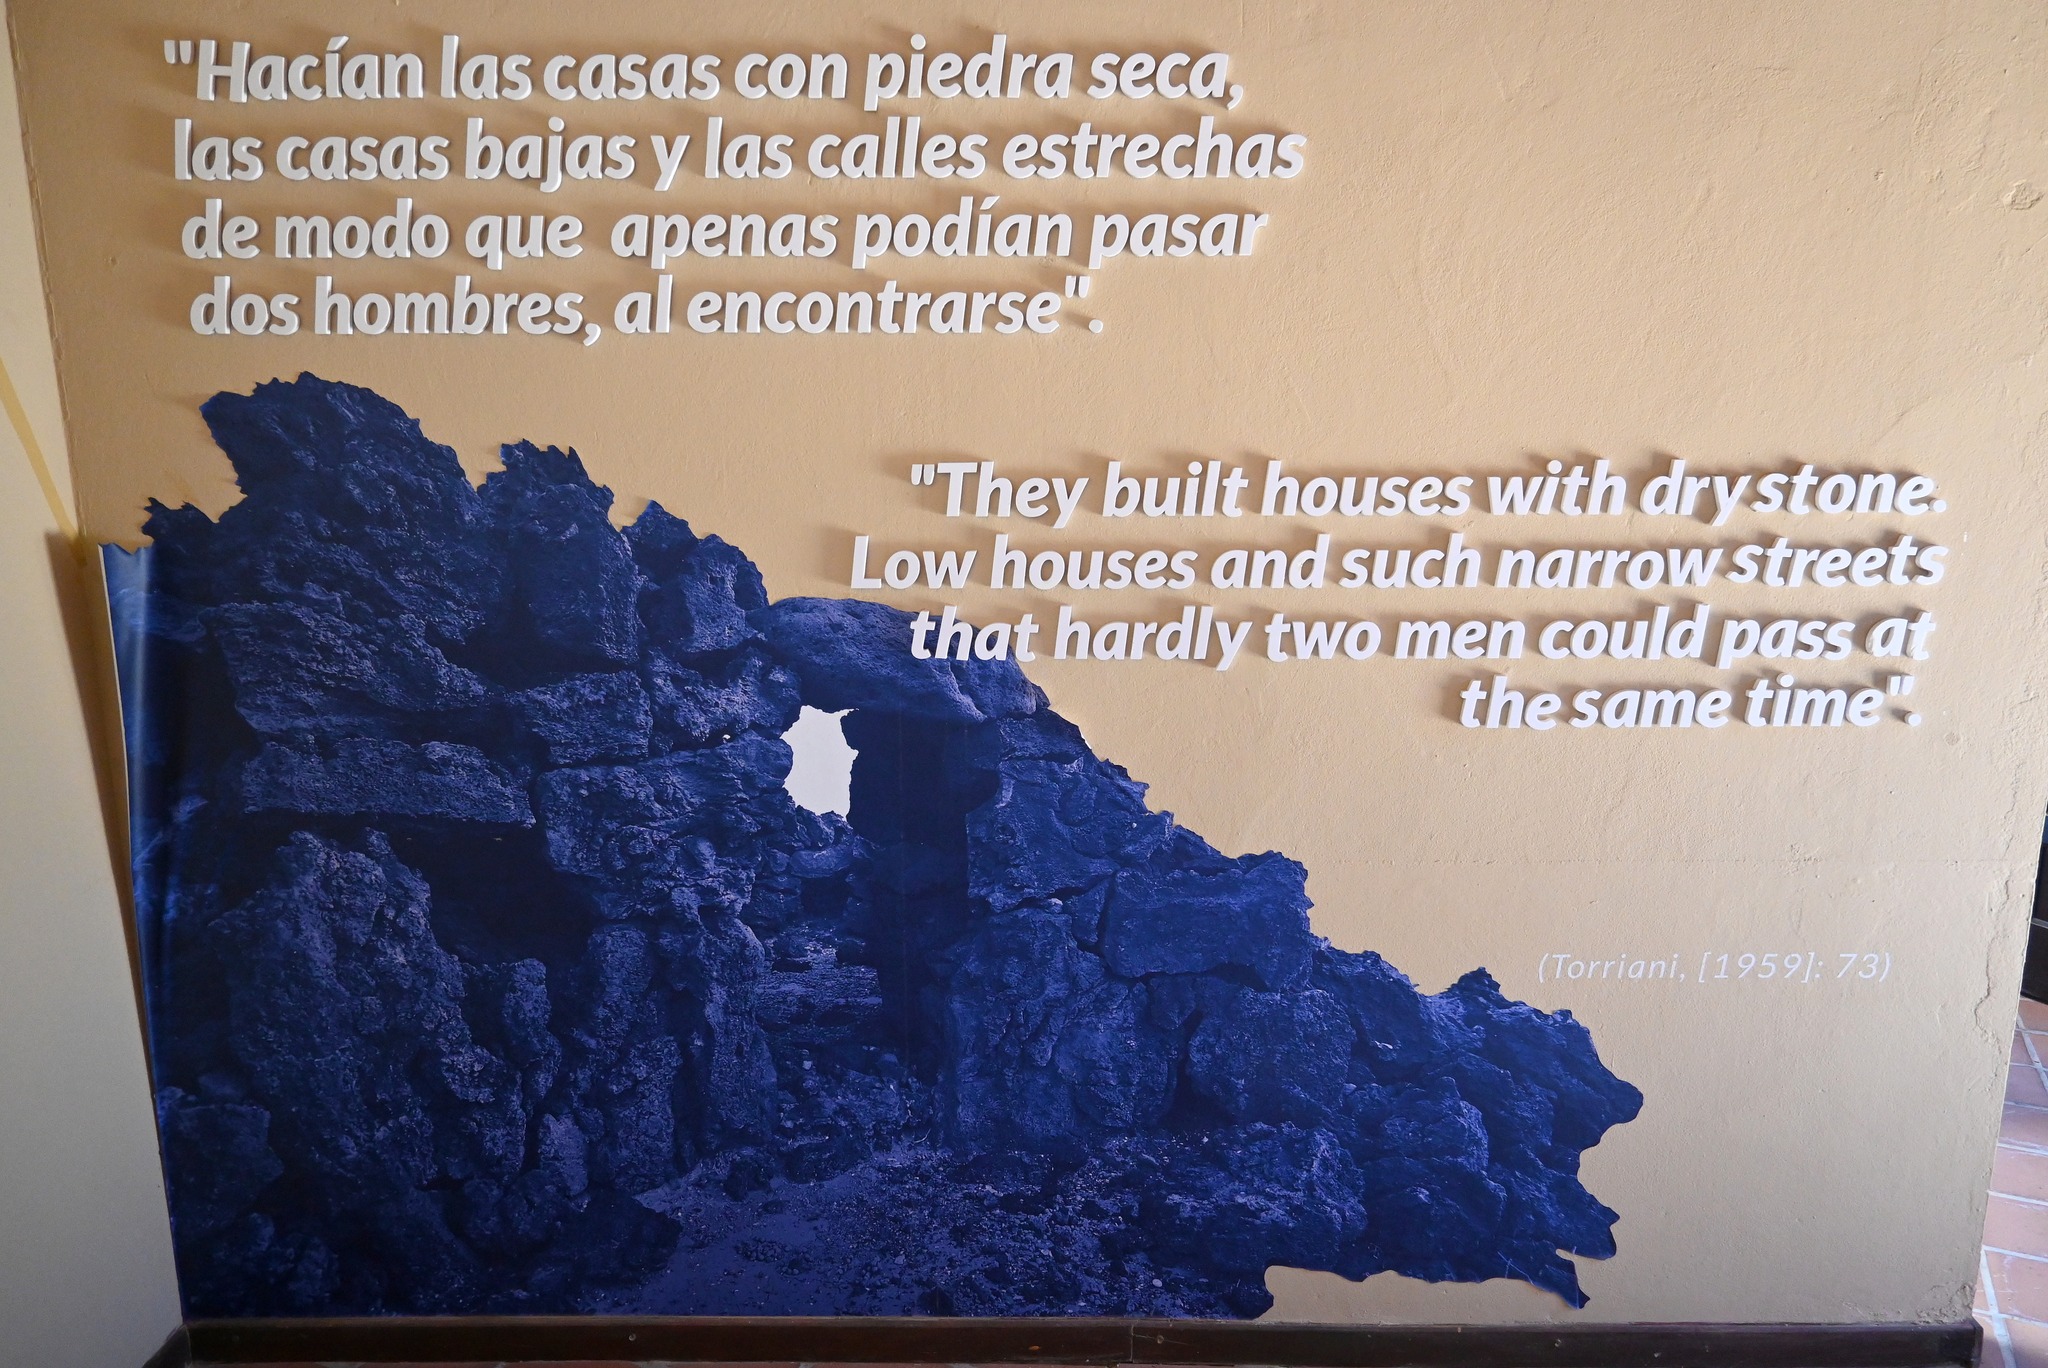 "Hacían las casas con piedra seca,
las casas bajas y las calles estrechas
de modo que apenas podían pasar
dos hombres, al encontrarse".
"They built houses with dry stone.
Low houses and such narrow streets
that hardly two men could pass at
the same time".
(Torriani, [1959]: 73)